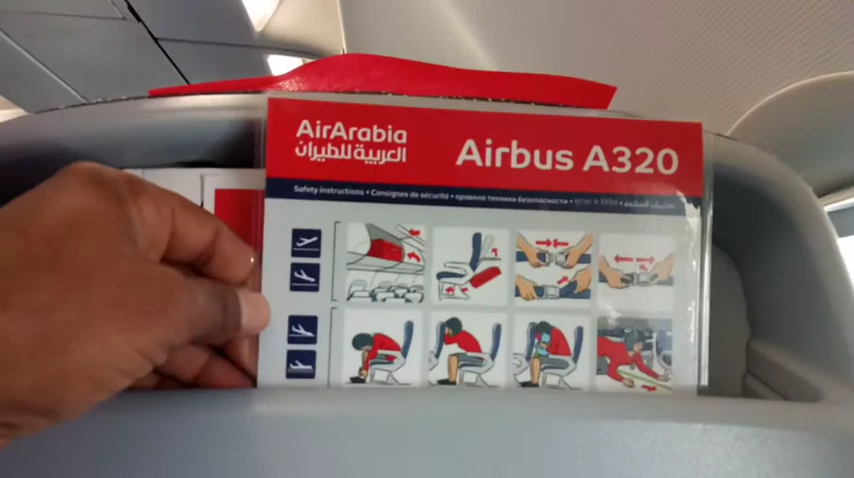 AirArabia
العربية للطيران
Airbus A320
Safety instructions • Consignes de sécurité • правила техники безопасности •